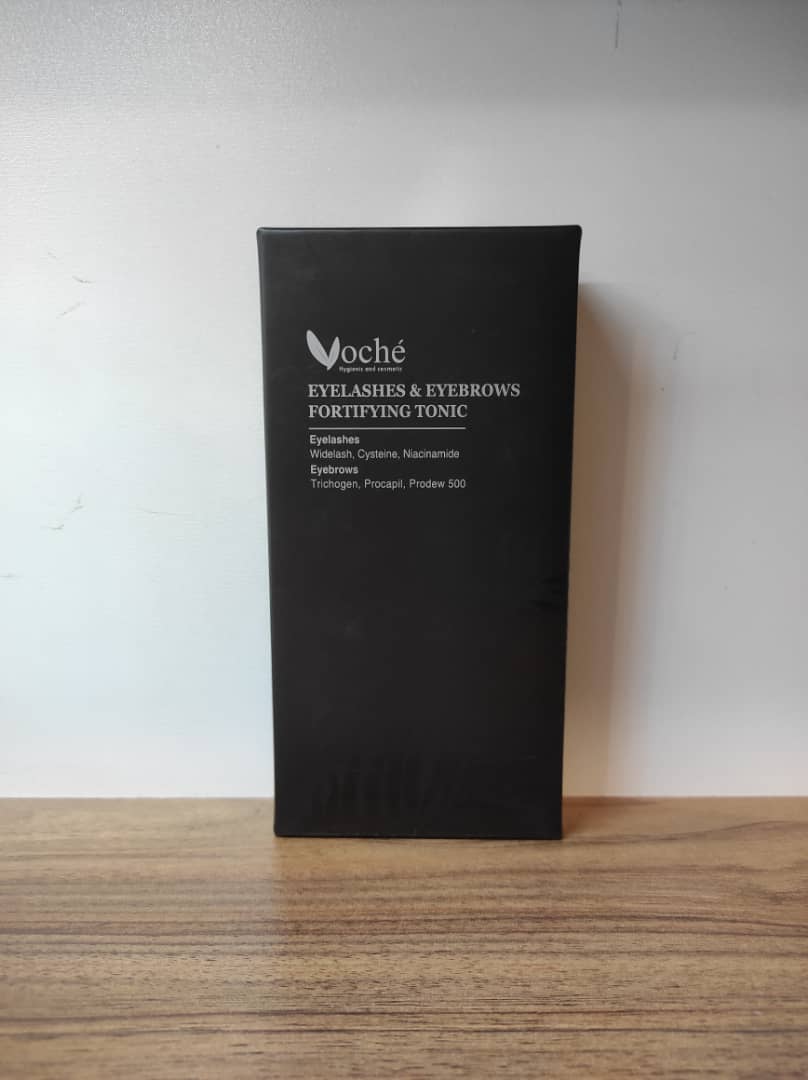 Voché
Hygienic and cosmetic
EYELASHES & EYEBROWS
FORTIFYING TONIC
Eyelashes
Widelash, Cysteine, Niacinamide
Eyebrows
Trichogen, Procapil, Prodew 500